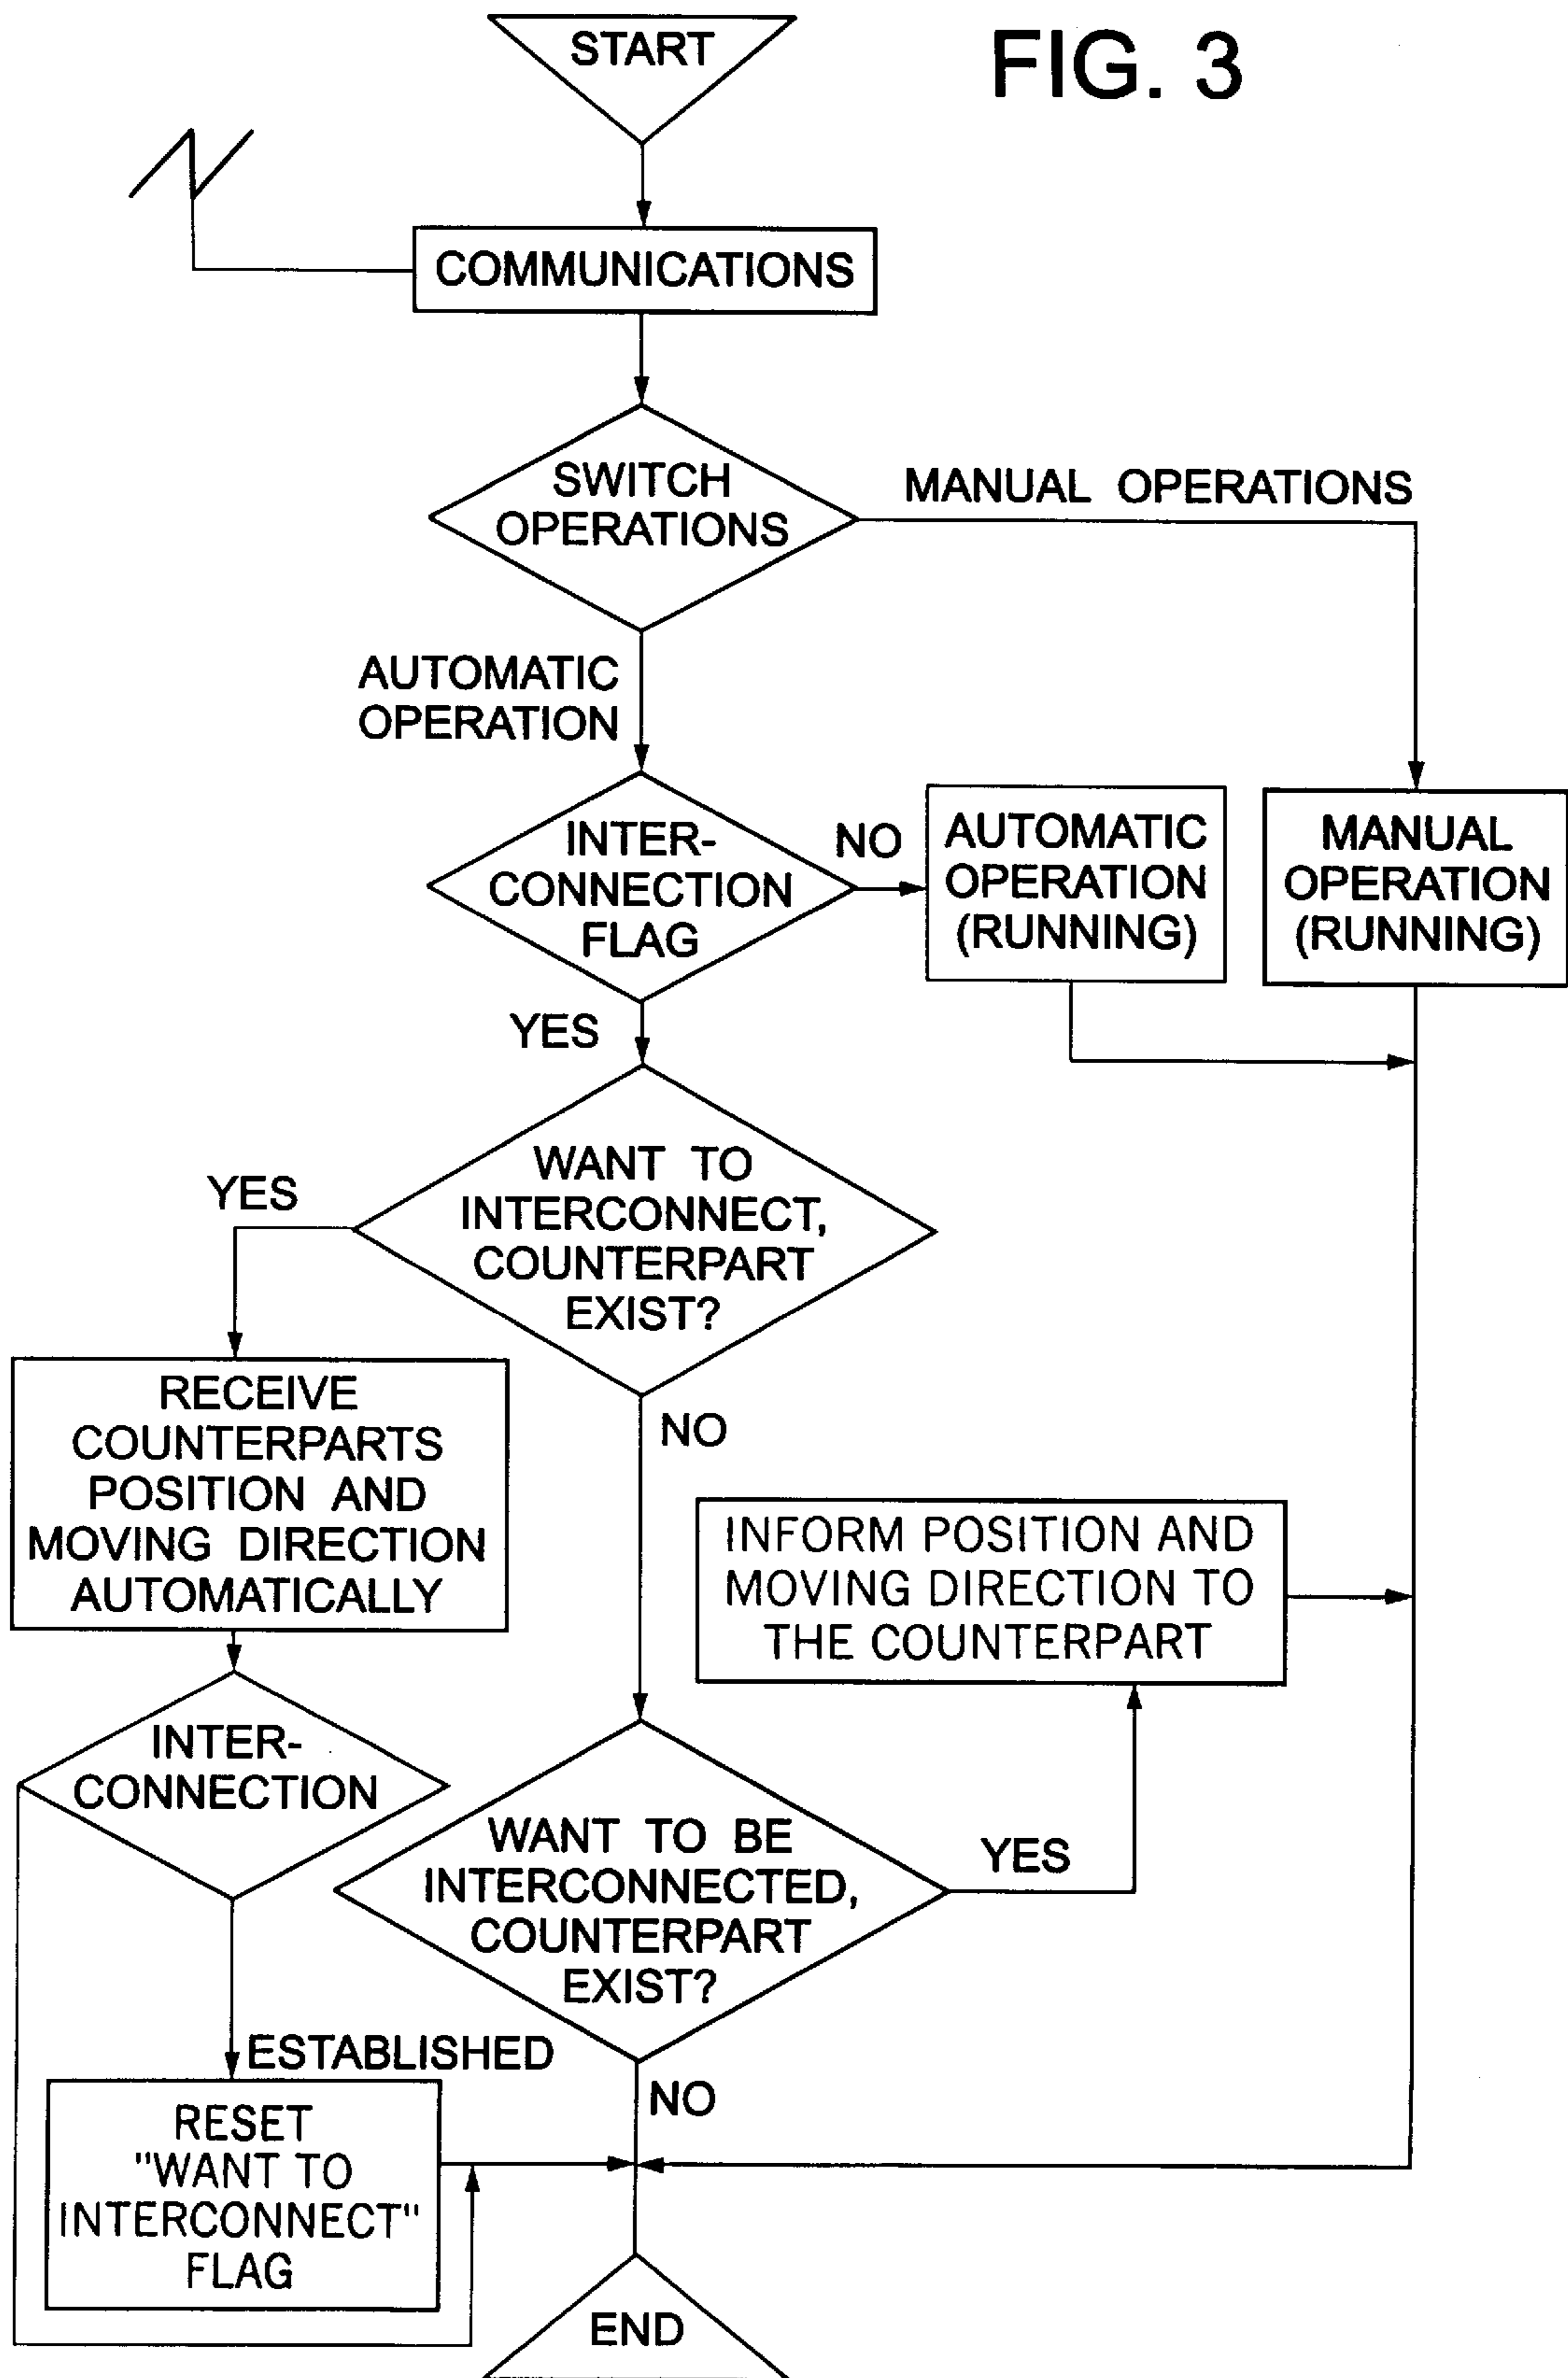 START
FIG. 3
COMMUNICATIONS
SWITCH
OPERATIONS
MANUAL OPERATIONS
AUTOMATIC
OPERATION
INTER-
CONNECTION
FLAG
NO
AUTOMATIC
OPERATION
(RUNNING)
MANUAL
OPERATION
(RUNNING)
YES
WANT TO
INTERCONNECT,
COUNTERPART
EXIST?
YES
RECEIVE
COUNTERPARTS
POSITION AND
MOVING DIRECTION
AUTOMATICALLY
NO
INFORM POSITION AND
MOVING DIRECTION TO
THE COUNTERPART
INTER-
CONNECTION
WANT TO BE
INTERCONNECTED,
COUNTERPART
EXIST?
YES
ESTABLISHED
NO
RESET
"WANT TO
INTERCONNECT"
FLAG
END